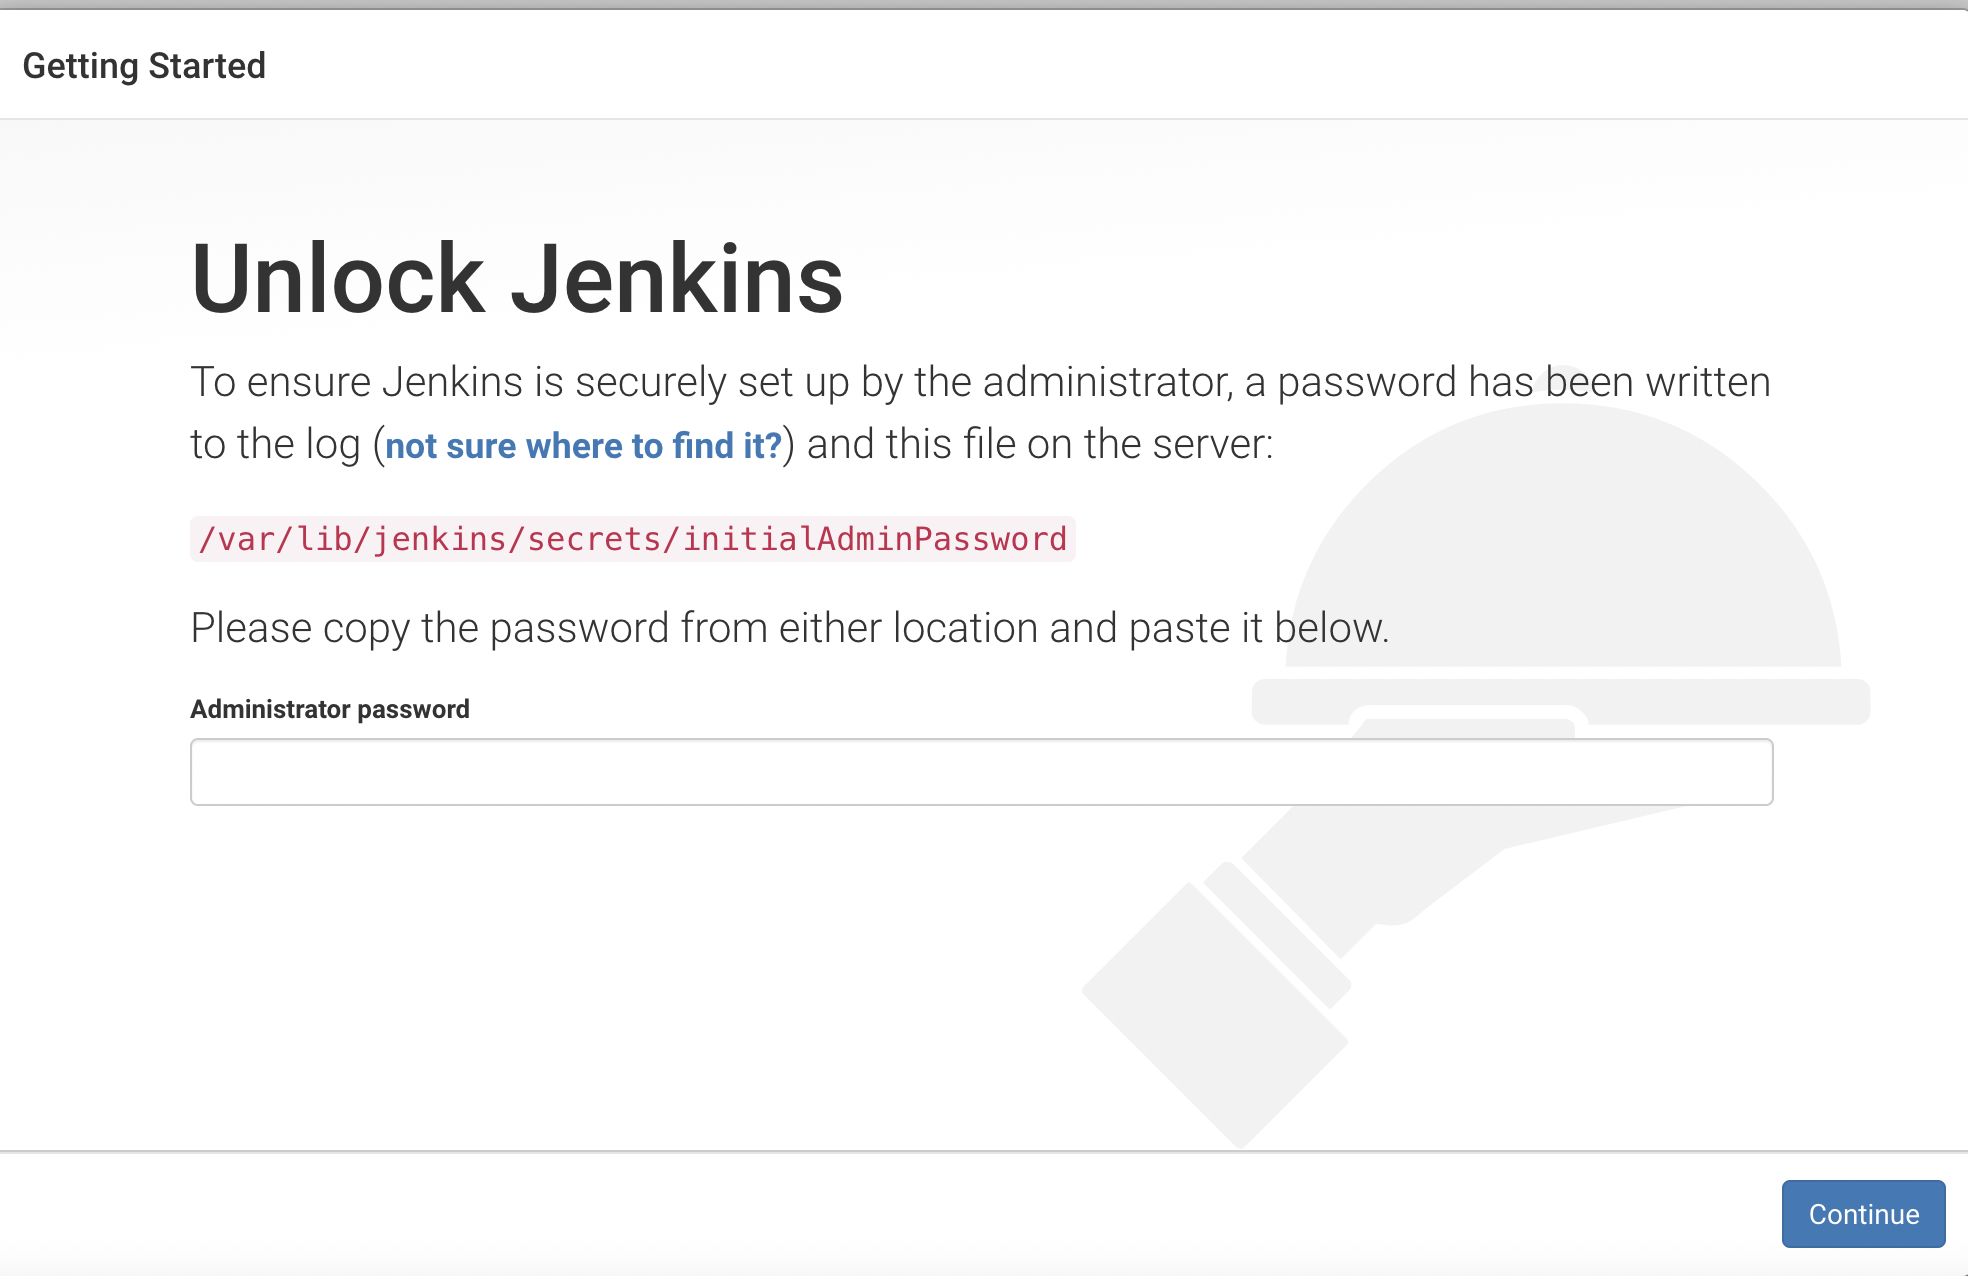 Getting Started
Unlock Jenkins
To ensure Jenkins is securely set up by the administrator, a password has been written
to the log (not sure where to find it?) and this file on the server:
/var/lib/jenkins/secrets/initialAdminPassword
Please copy the password from either location and paste it below.
Administrator password
Continue